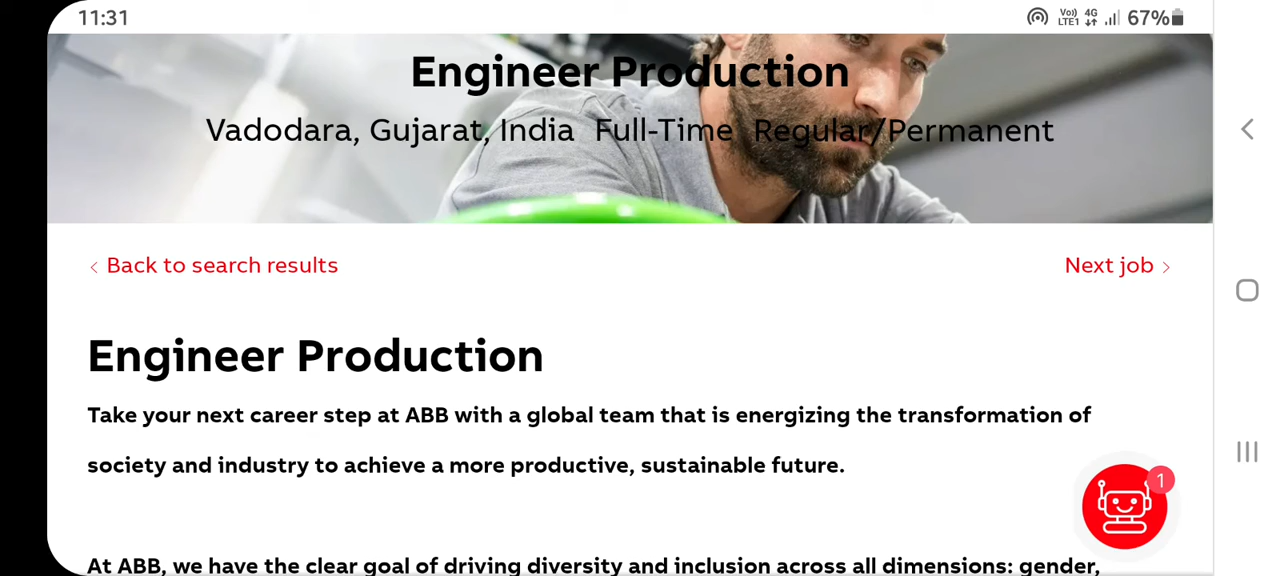 11:31
Vo)) 4G
LTE1 67%
Engineer Production
Vadodara, Gujarat, India Full-Time Regular/Permanent
Back to search results
Next job
Engineer Production
Take your next career step at ABB with a global team that is energizing the transformation of
society and industry to achieve a more productive, sustainable future.
1
At ABB, we have the clear goal of driving diversity and inclusion across all dimensions: gender,